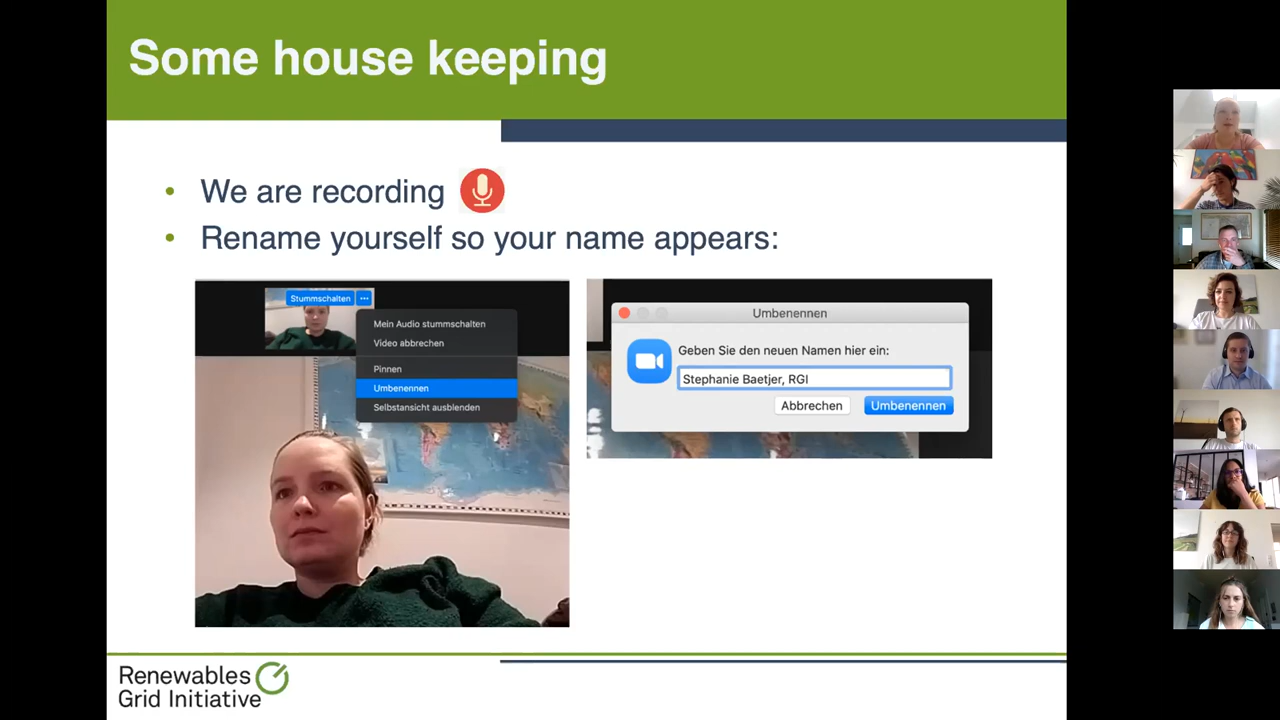 Some house keeping
• We are recording
• Rename yourself so your name appears:
Stummschalten ···
Mein Audio stummschalten
Video abbrechen
Pinnen
Umbenennen
Selbstansicht ausblenden
Umbenennen
Geben Sie den neuen Namen hier ein:
Stephanie Baetjer, RGI
Abbrechen Umbenennen
Renewables
Grid Initiative